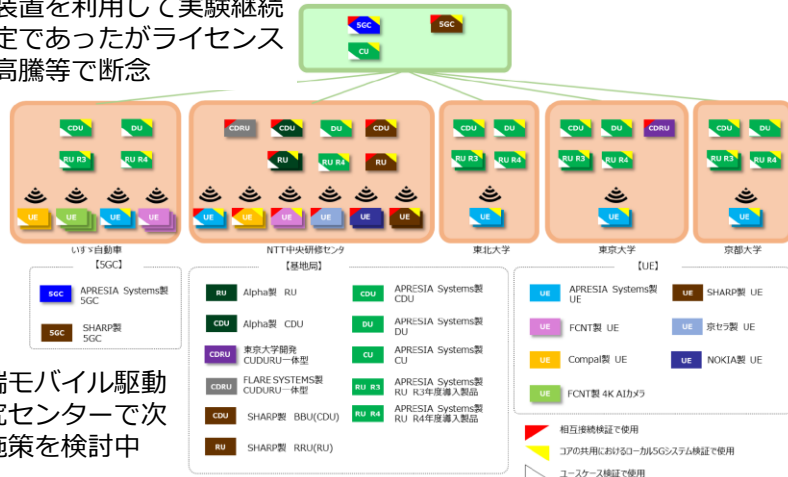 装置を利用して実験継続
定であったがライセンス
高騰等で断念
5GC
5GC
CU
CDU
DU
RU R3
RU R4
UE
UE
UE
UE
いすゞ自動車
CDRU
CDU
DU
CDU
RU
RU R4
RU
UE
UE
UE
UE
UE
UE
NTT中央研修センタ
CDU
DU
RU R3
RU R4
UE
東北大学
CDU
DU
CDRU
RU R3
RU R4
UE
東京大学
CDU
DU
RU R3
RU R4
UE
京都大学
【5GC】
5GC APRESIA Systems製
5GC
5GC SHARP製
5GC
【基地局】
RU Alpha製 RU
CDU Alpha製 CDU
CDRU 東京大学開発
CUDURU一体型
CDRU FLARE SYSTEMS製
CUDURU一体型
CDU SHARP製 BBU(CDU)
RU SHARP製 RRU(RU)
CDU APRESIA Systems製
CDU
DU APRESIA Systems製
DU
CU APRESIA Systems製
CU
RU R3 APRESIA Systems製
RU R3年度導入製品
RU R4 APRESIA Systems製
RU R4年度導入製品
【UE】
UE APRESIA Systems製
UE
UE FCNT製 UE
UE Compal製 UE
UE FCNT製 4K AIカメラ
UE SHARP製 UE
UE 京セラ製 UE
UE NOKIA製 UE
相互接続検証で使用
コアの共用におけるローカル5Gシステム検証で使用
ユースケース検証で使用
端モバイル駆動
究センターで次
施策を検討中